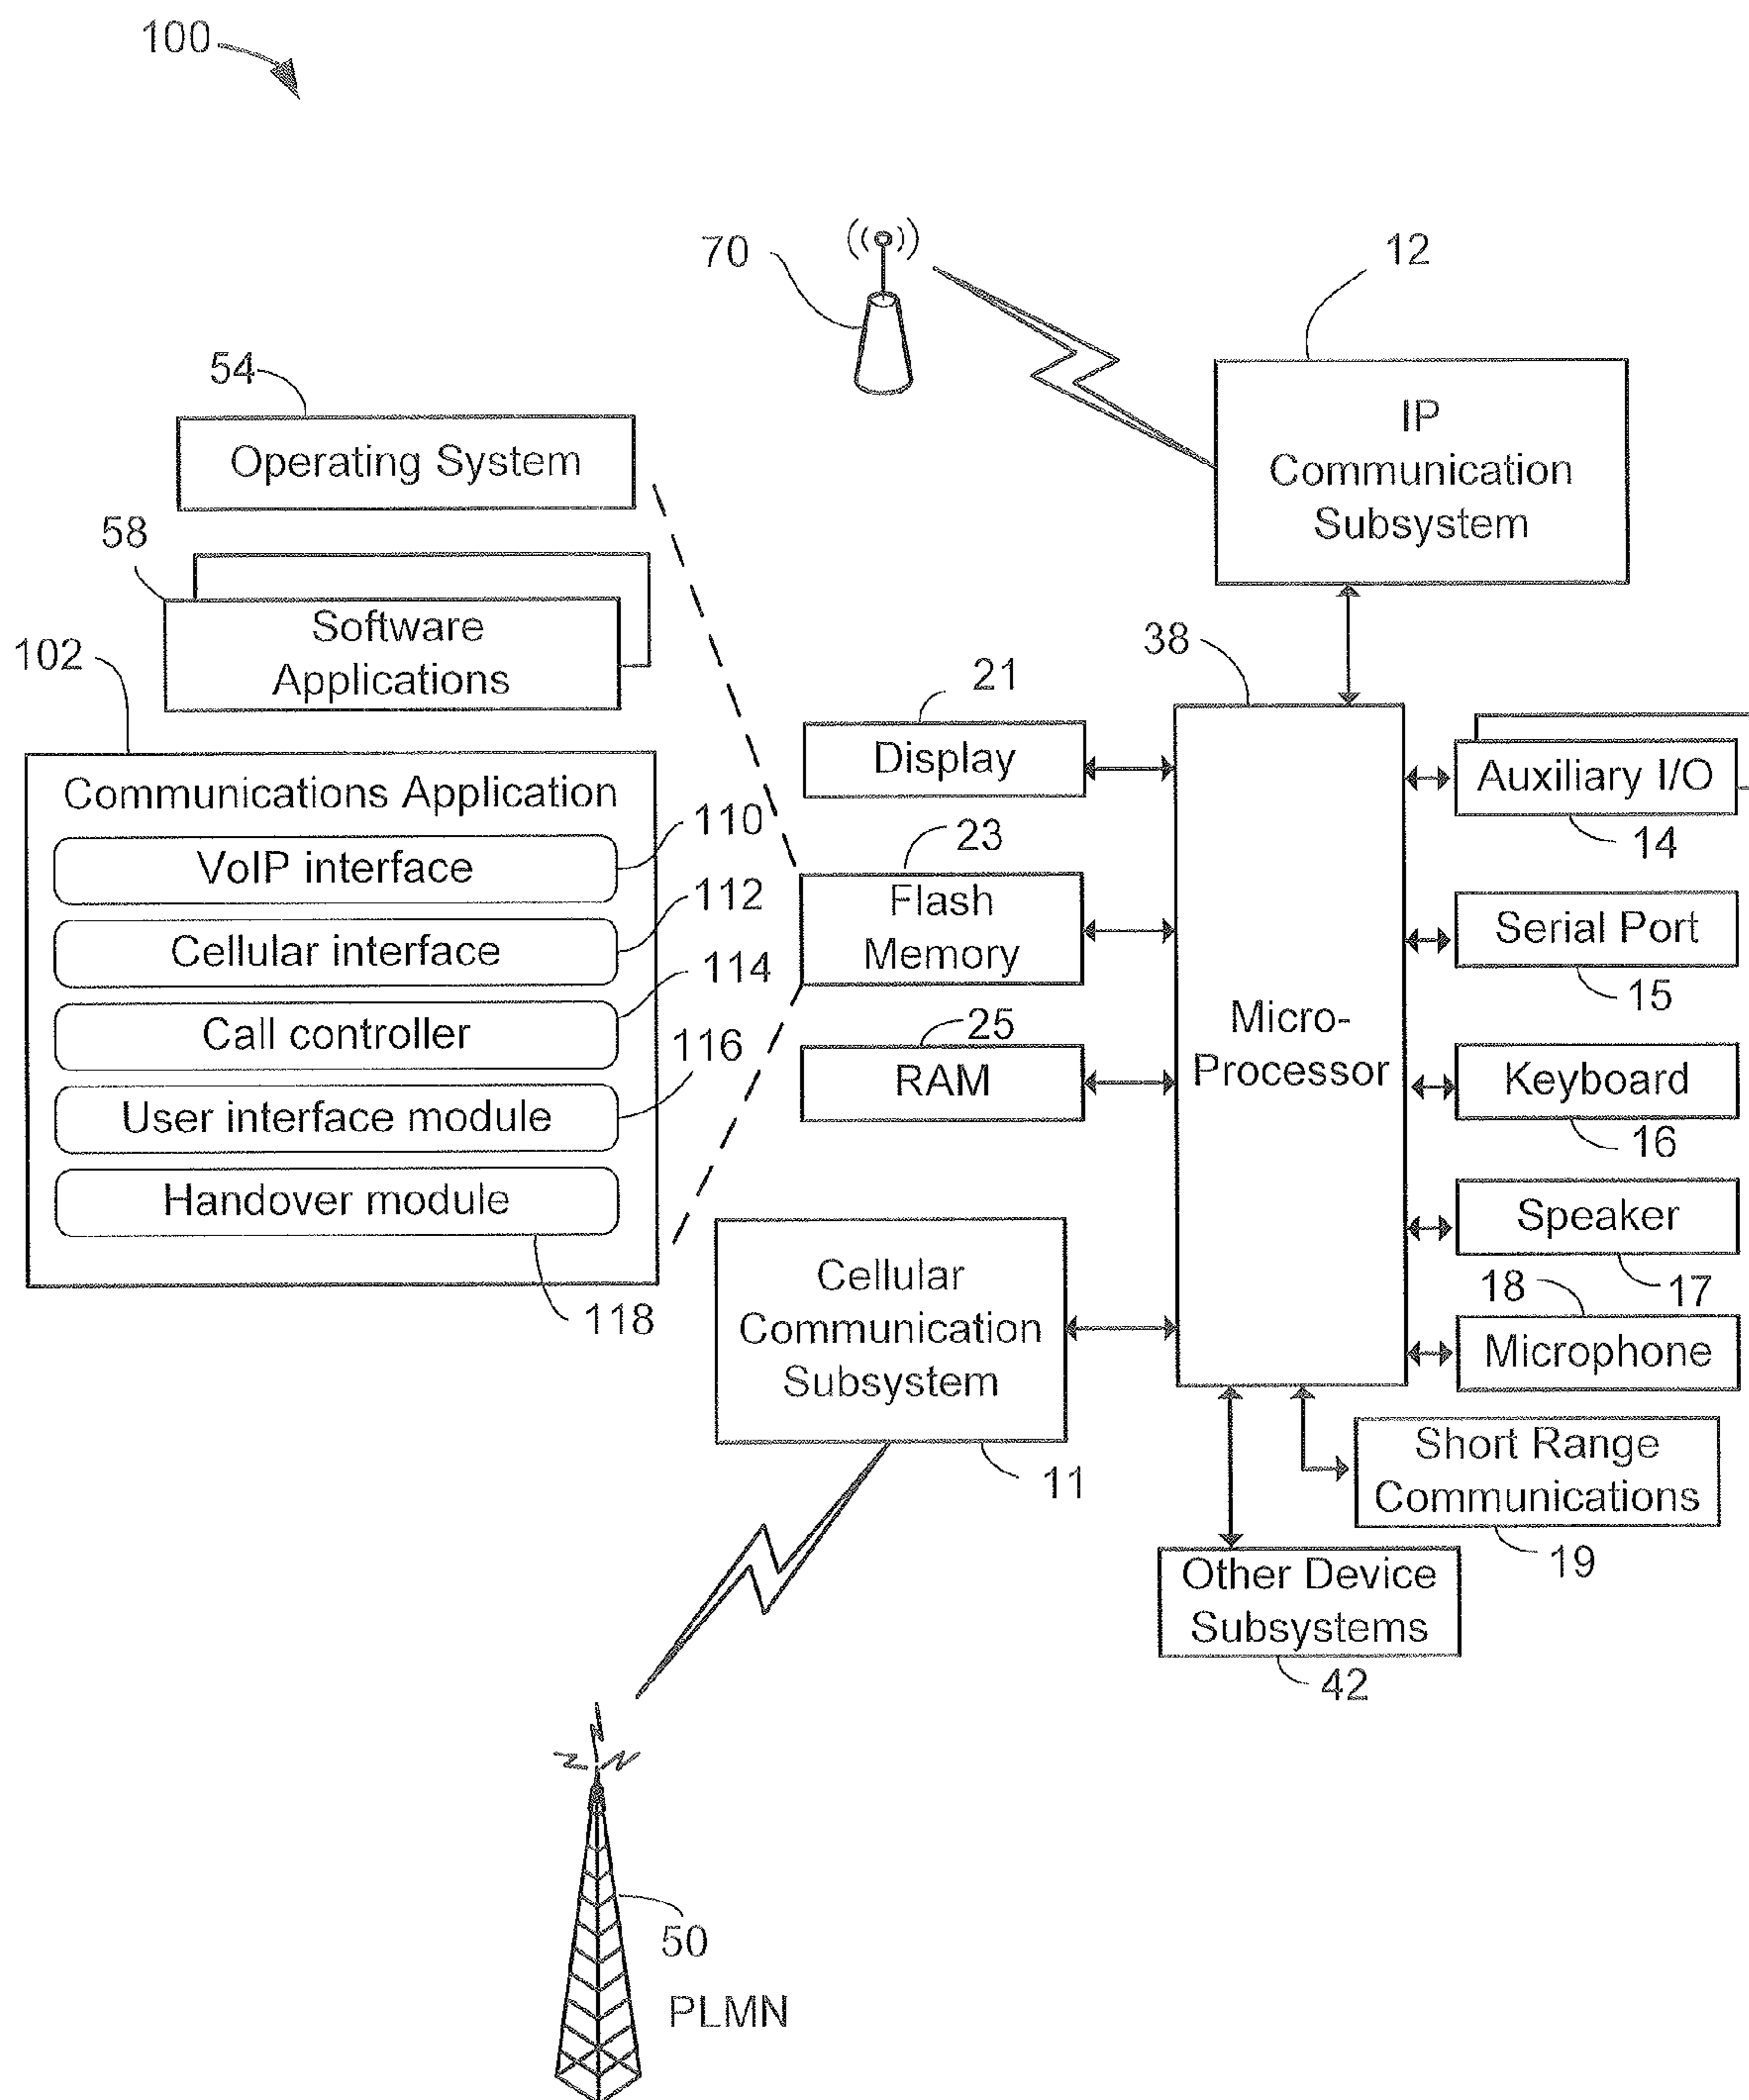 100
70
12
IP
Communication
Subsystem
54
Operating System
58
Software
Applications
102
Communications Application
VoIP interface
110
Cellular interface
112
Call controller
114
User interface module
116
Handover module
118
21
Display
23
Flash
Memory
25
RAM
38
Micro-
Processor
Auxiliary I/O
14
Serial Port
15
Keyboard
16
Speaker
17
18
Microphone
Cellular
Communication
Subsystem
11
Short Range
Communications
19
Other Device
Subsystems
42
50
PLMN